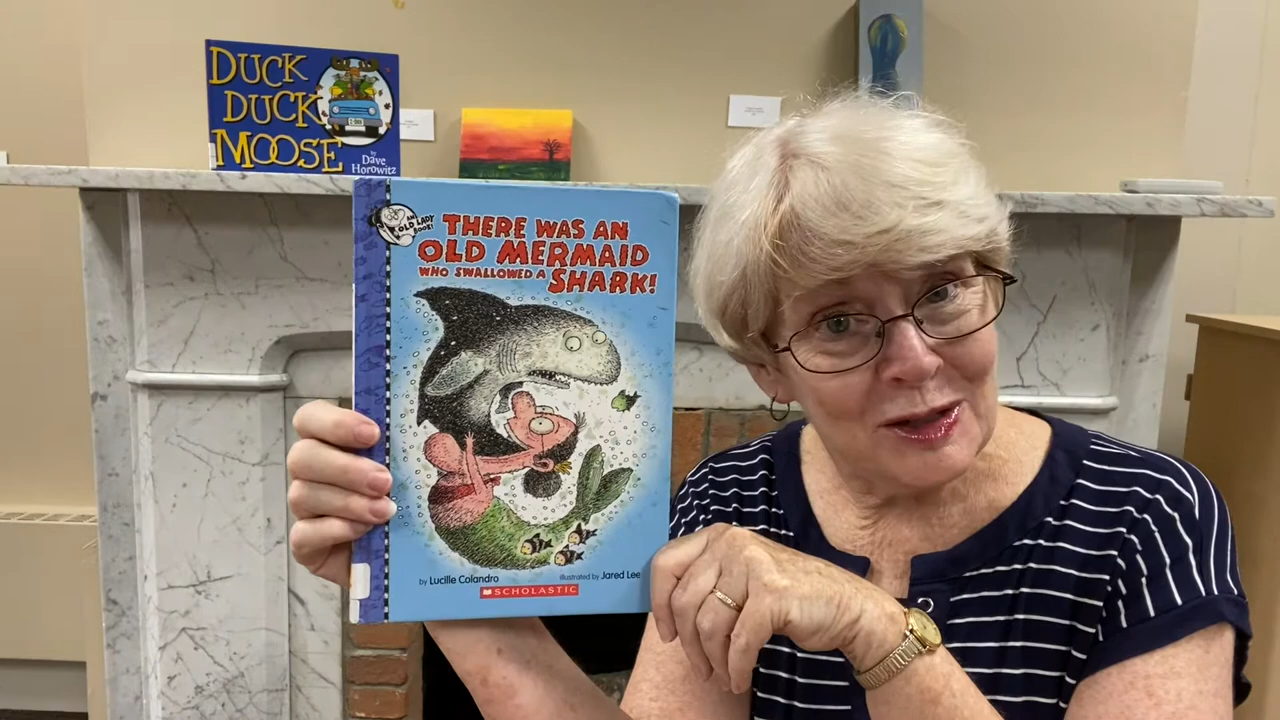 DUCK
DUCK
MOOSE
by
Dave
Horowitz
AN
OLD LADY
BOOK!
THERE WAS AN
OLD MERMAID
WHO SWALLOWED A
SHARK!
by Lucille Colandro
illustrated by Jared Lee
SCHOLASTIC